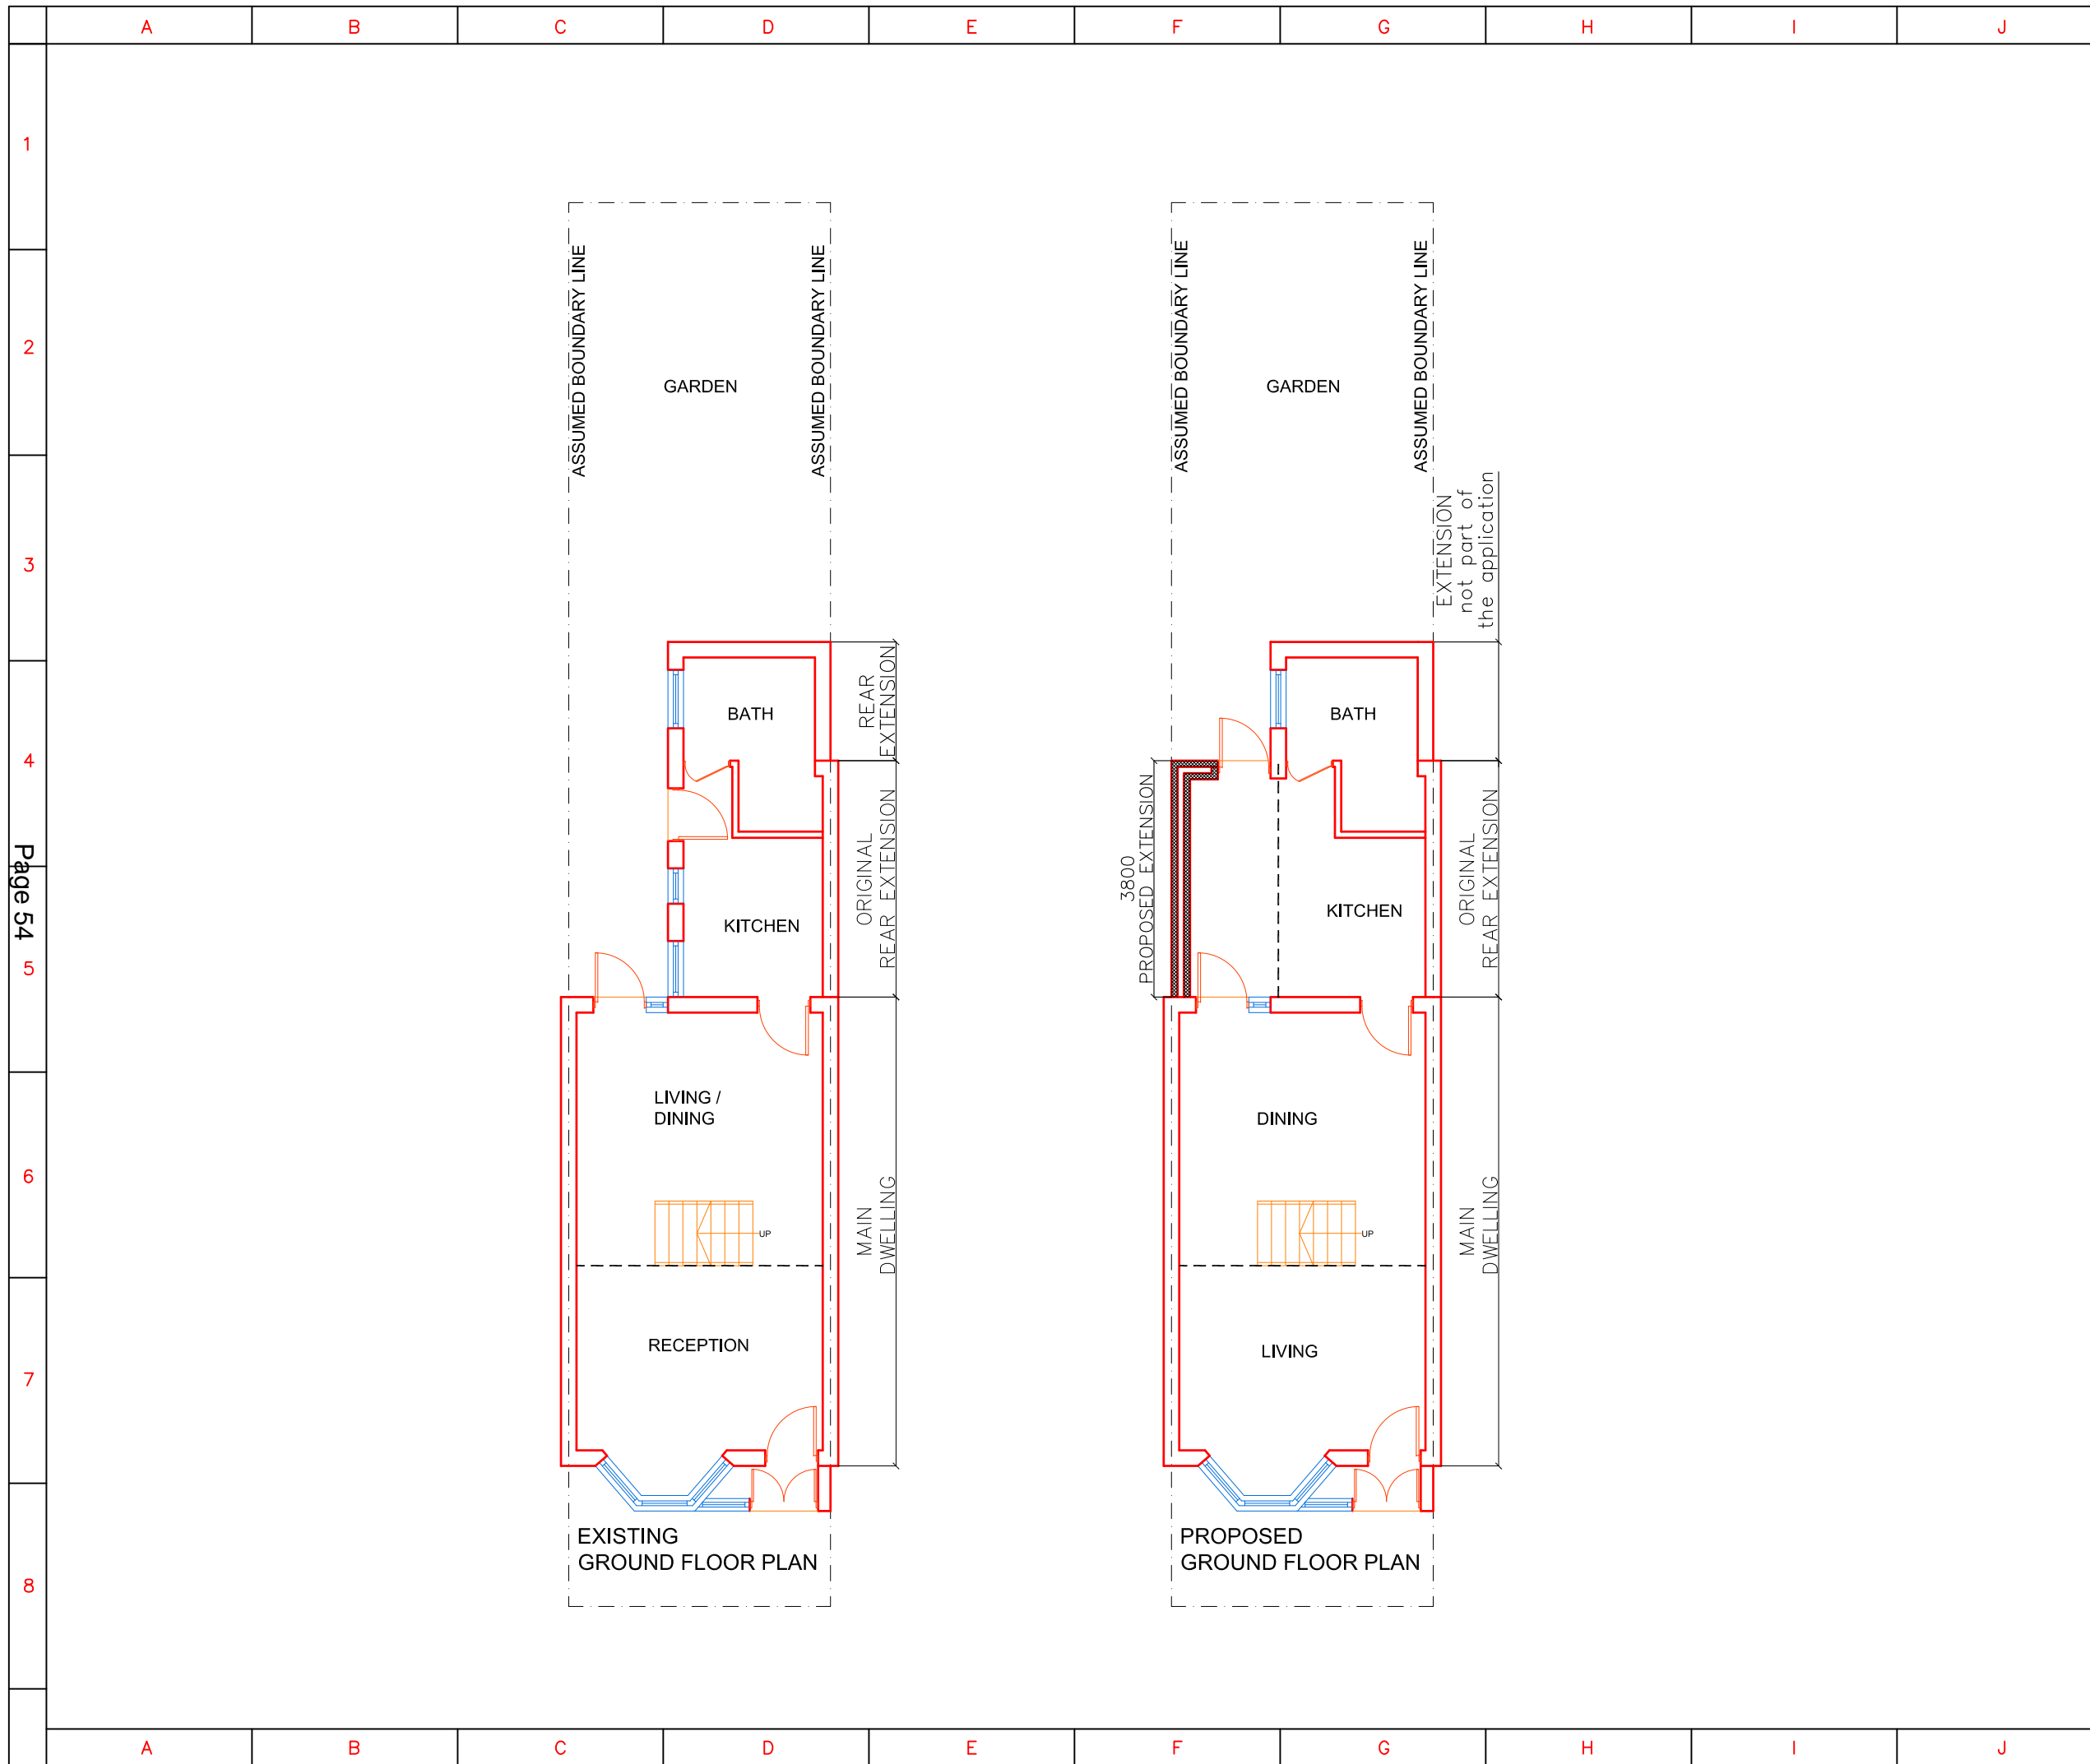 A B C D E F G H I J
1
2
3
4
5
6
7
8
Page 54
ASSUMED BOUNDARY LINE
ASSUMED BOUNDARY LINE
GARDEN
BATH
REAR
EXTENSION
KITCHEN
ORIGINAL
REAR EXTENSION
LIVING /
DINING
UP
MAIN
DWELLING
RECEPTION
EXISTING
GROUND FLOOR PLAN
ASSUMED BOUNDARY LINE
ASSUMED BOUNDARY LINE
GARDEN
EXTENSION
not part of
the application
BATH
3800
PROPOSED EXTENSION
KITCHEN
ORIGINAL
REAR EXTENSION
DINING
UP
MAIN
DWELLING
LIVING
PROPOSED
GROUND FLOOR PLAN
A B C D E F G H I J